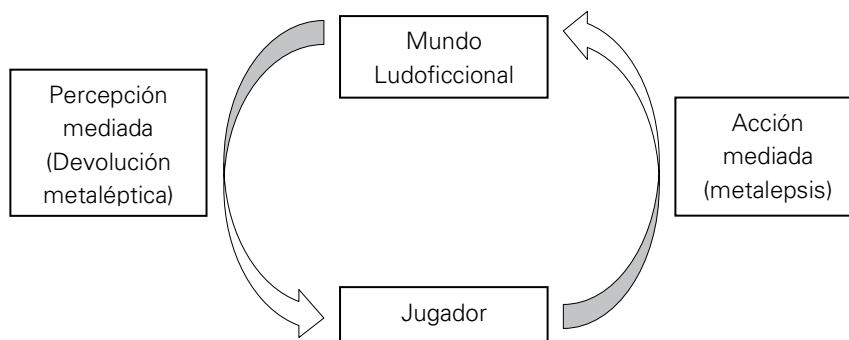 Mundo
Ludoficcional
Percepción
mediada
(Devolución
metaléptica)
Acción
mediada
(metalepsis)
Jugador